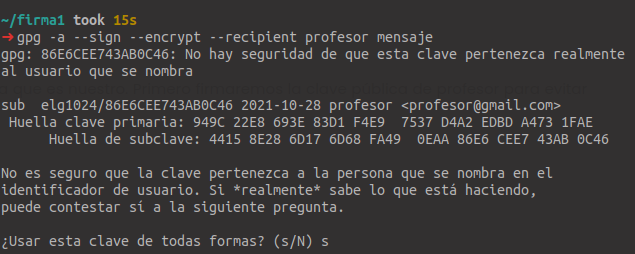 ~/firma1 took 15s
➜ gpg -a --sign --encrypt --recipient profesor mensaje
gpg: 86E6CEE743AB0C46: No hay seguridad de que esta clave pertenezca realmente
al usuario que se nombra
sub  elg1024/86E6CEE743AB0C46 2021-10-28 profesor <profesor@gmail.com>
 Huella clave primaria: 949C 22E8 693E 83D1 F4E9  7537 D4A2 EDBD A473 1FAE
      Huella de subclave: 4415 8E28 6D17 6D68 FA49  0EAA 86E6 CEE7 43AB 0C46
No es seguro que la clave pertenezca a la persona que se nombra en el
identificador de usuario. Si *realmente* sabe lo que está haciendo,
puede contestar sí a la siguiente pregunta.
¿Usar esta clave de todas formas? (s/N) s